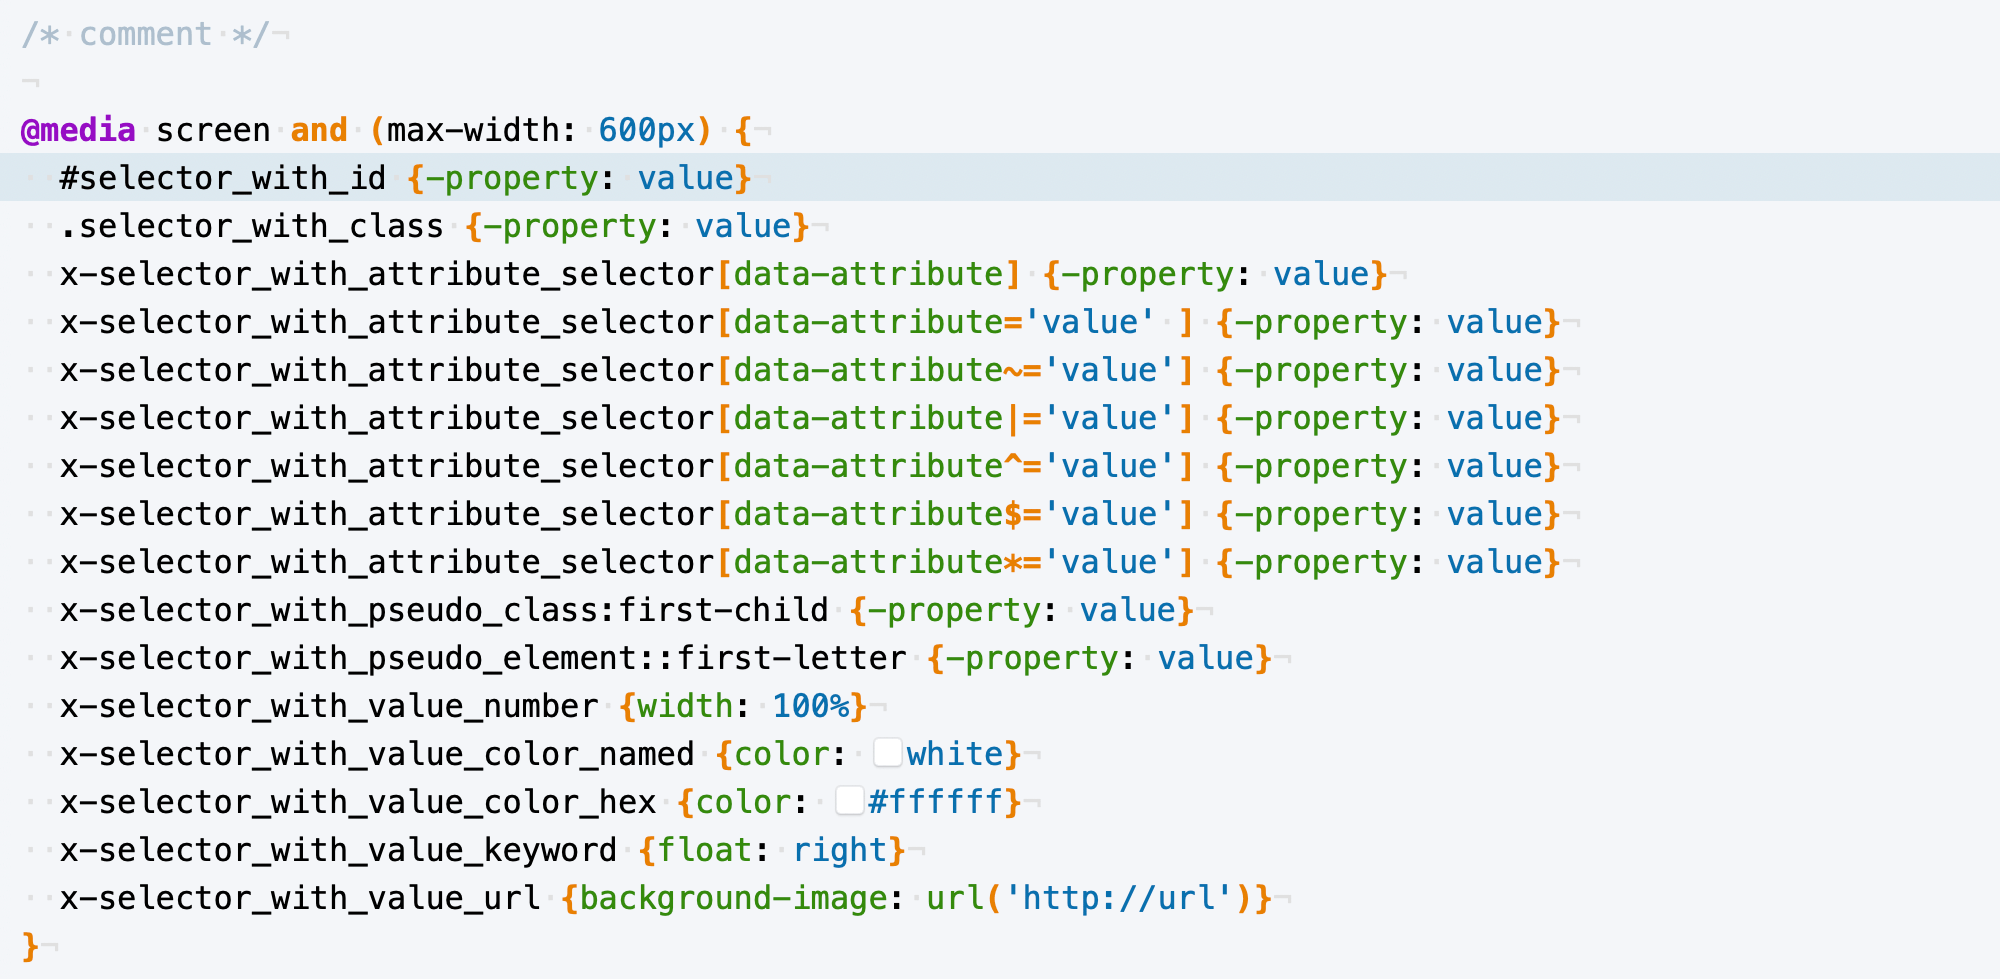 /* comment */

@media screen and (max-width: 600px) {
  #selector_with_id {-property: value}
  .selector_with_class {-property: value}
  x-selector_with_attribute_selector[data-attribute] {-property: value}
  x-selector_with_attribute_selector[data-attribute='value' ] {-property: value}
  x-selector_with_attribute_selector[data-attribute~='value'] {-property: value}
  x-selector_with_attribute_selector[data-attribute|='value'] {-property: value}
  x-selector_with_attribute_selector[data-attribute^='value'] {-property: value}
  x-selector_with_attribute_selector[data-attribute$='value'] {-property: value}
  x-selector_with_attribute_selector[data-attribute*='value'] {-property: value}
  x-selector_with_pseudo_class:first-child {-property: value}
  x-selector_with_pseudo_element::first-letter {-property: value}
  x-selector_with_value_number {width: 100%}
  x-selector_with_value_color_named {color: white}
  x-selector_with_value_color_hex {color: #ffffff}
  x-selector_with_value_keyword {float: right}
  x-selector_with_value_url {background-image: url('http://url')}
}